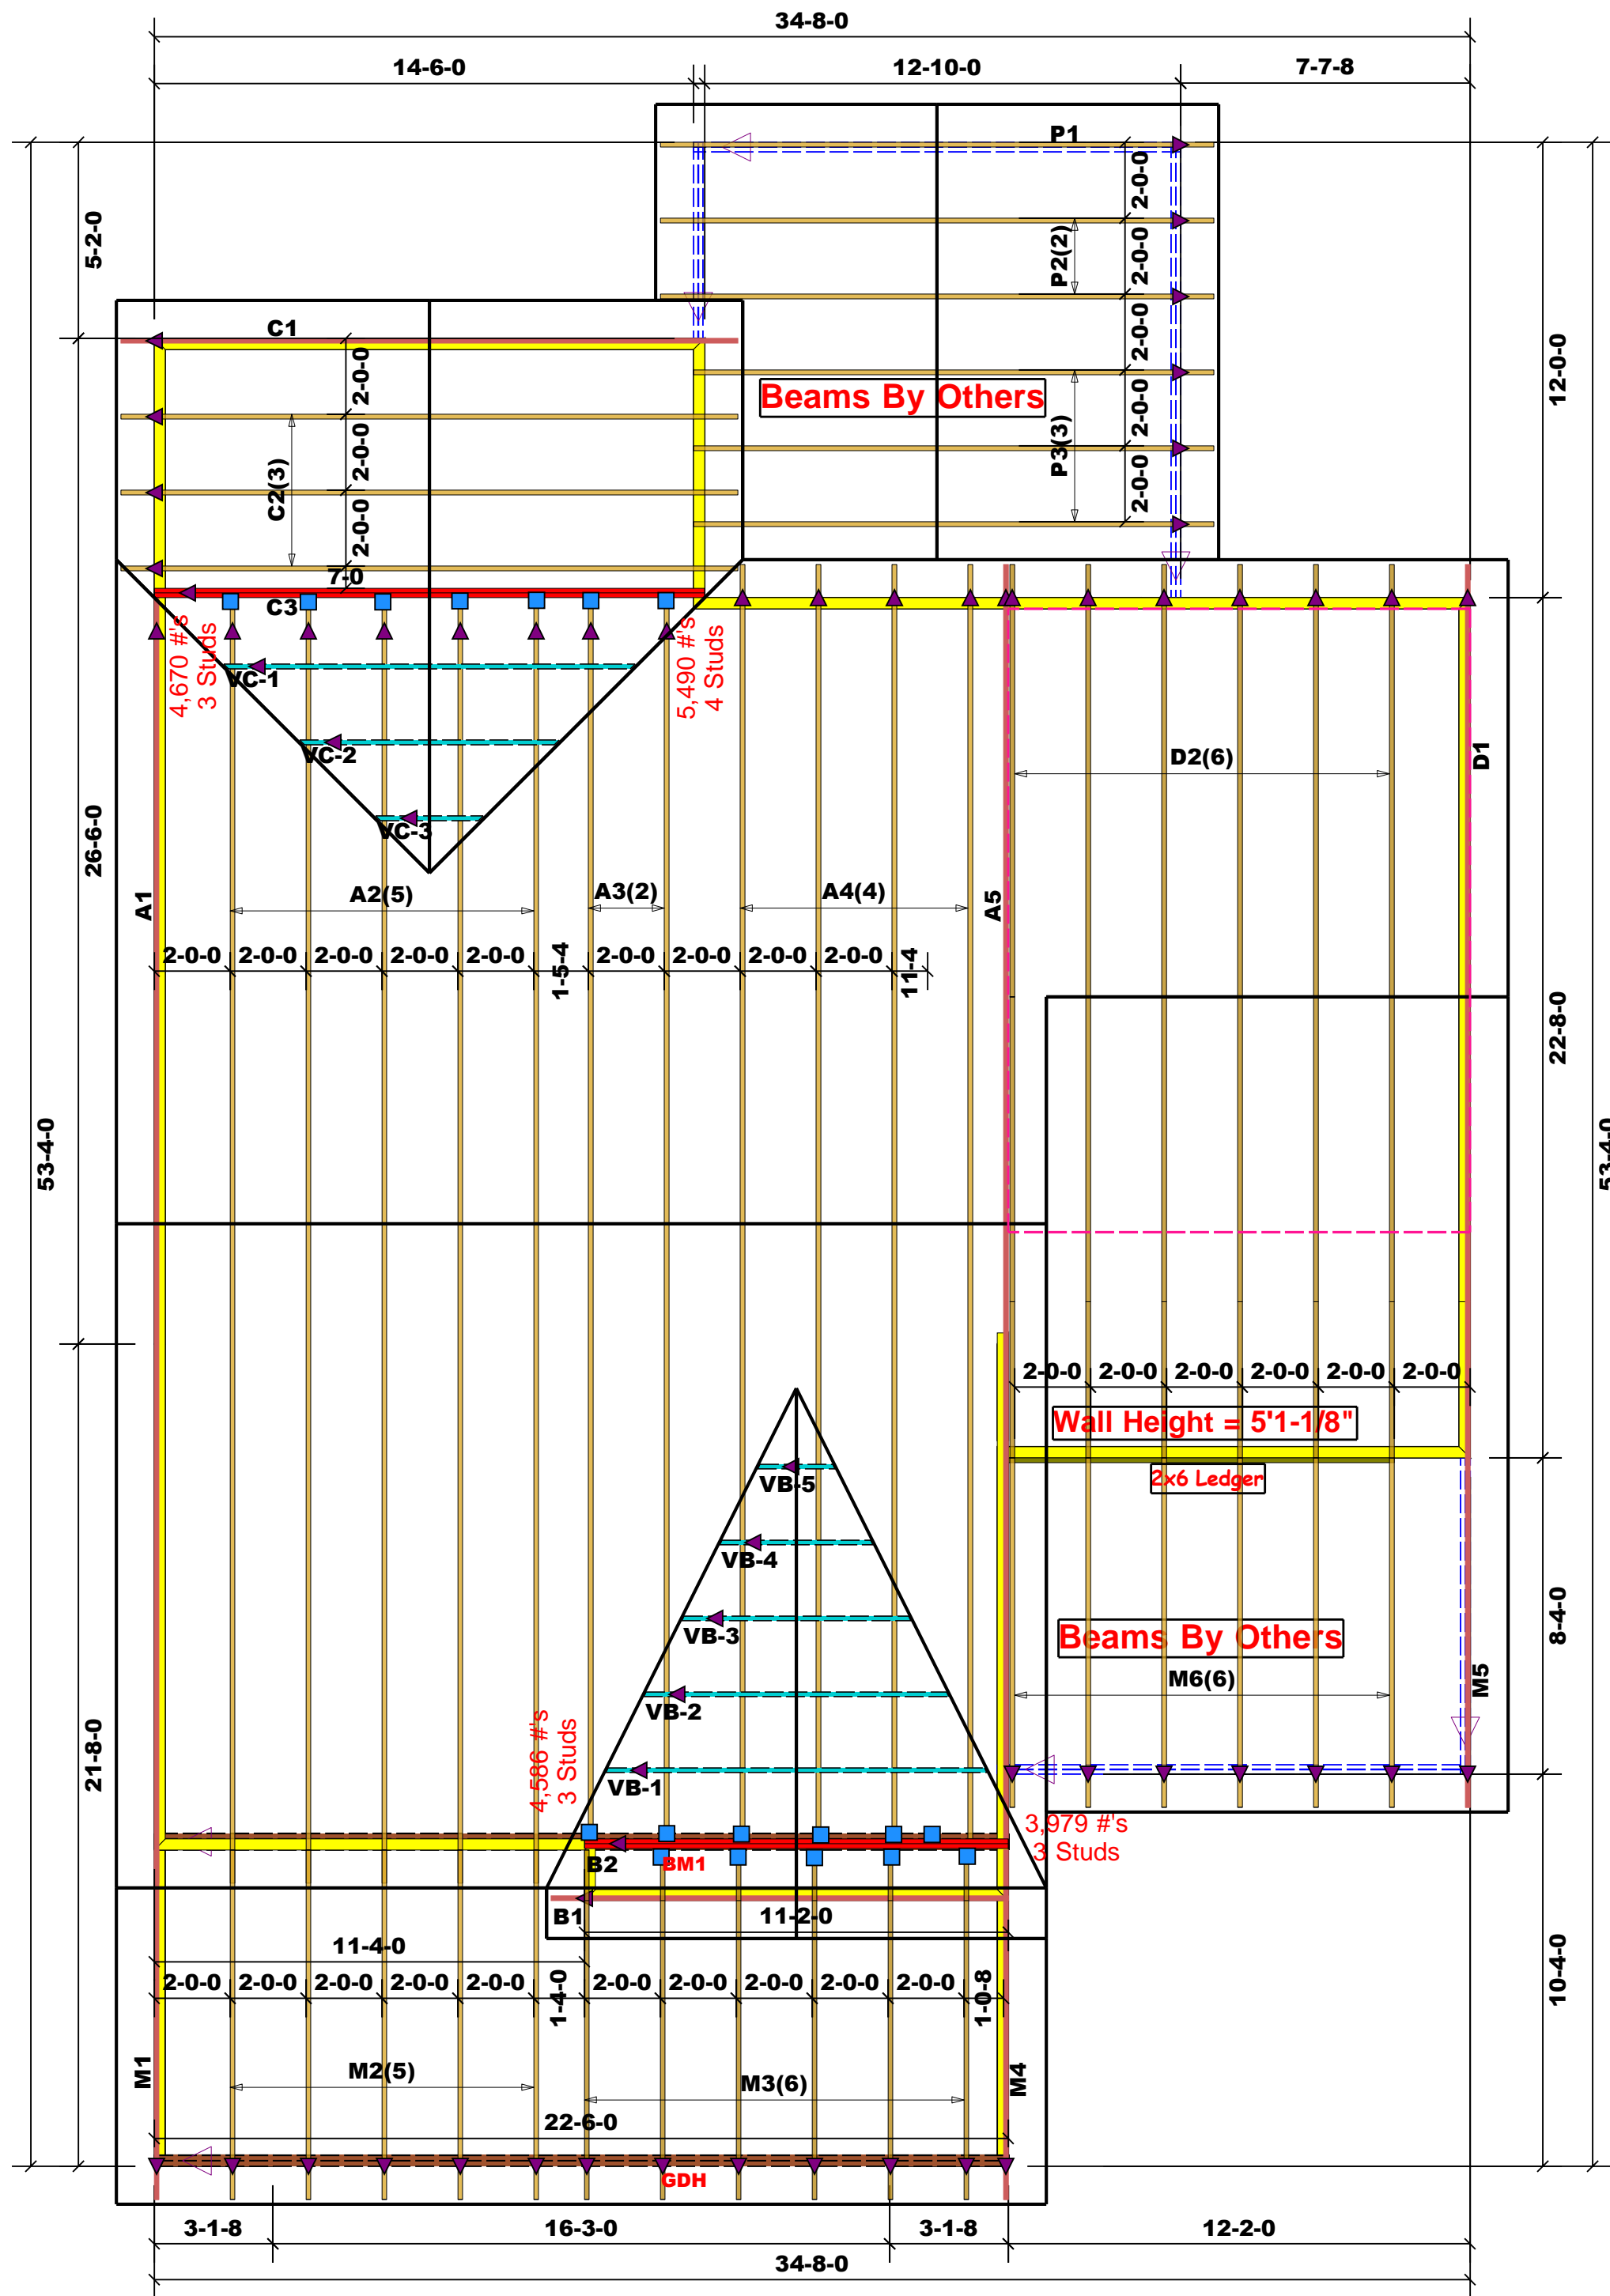 34-8-0
14-6-0
12-10-0
7-7-8
P1
2-0-0
5-2-0
P2(2)
2-0-0
2-0-0
C1
2-0-0
12-0-0
Beams By Others
2-0-0
P3(3)
C2(3)
2-0-0
2-0-0
2-0-0
7-0
C3
4,670 #'s
3 Studs
5,490 #'s
4 Studs
VC-1
VC-2
VC-3
D2(6)
D1
26-6-0
A1
A2(5)
A3(2)
A4(4)
A5
2-0-0
2-0-0
2-0-0
2-0-0
2-0-0
1-5-4
2-0-0
2-0-0
2-0-0
2-0-0
11-4
22-8-0
53-4-0
53-4-0
2-0-0
2-0-0
2-0-0
2-0-0
2-0-0
2-0-0
Wall Height = 5'1-1/8"
2x6 Ledger
VB-5
VB-4
VB-3
VB-2
VB-1
8-4-0
Beams By Others
M6(6)
M5
21-8-0
4,586 #'s
3 Studs
3,979 #'s
3 Studs
B2
BM1
B1
11-2-0
11-4-0
2-0-0
2-0-0
2-0-0
2-0-0
2-0-0
1-4-0
2-0-0
2-0-0
2-0-0
2-0-0
2-0-0
1-0-8
10-4-0
M1
M2(5)
M3(6)
M4
22-6-0
GDH
3-1-8
16-3-0
3-1-8
12-2-0
34-8-0